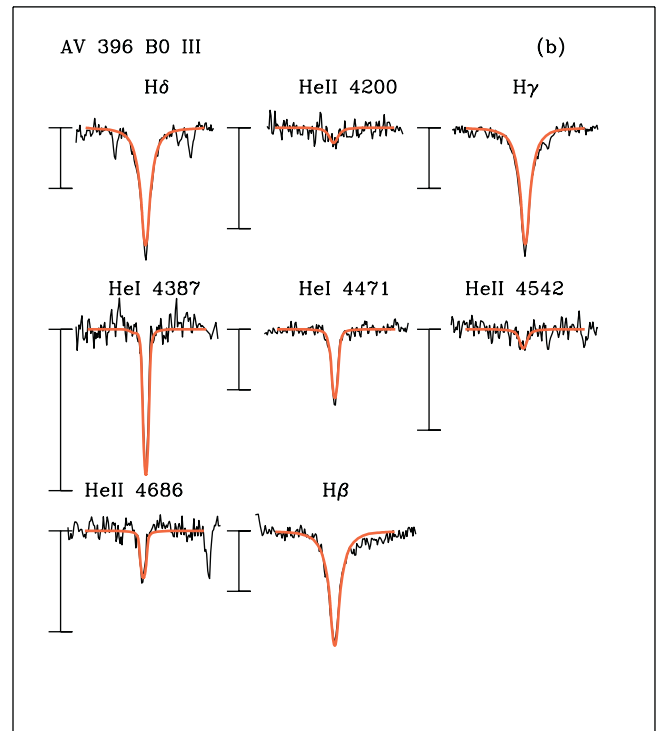 AV 396 B0 III (b)
Hδ HeII 4200 Hγ
HeI 4387 HeI 4471 HeII 4542
HeII 4686 Hβ